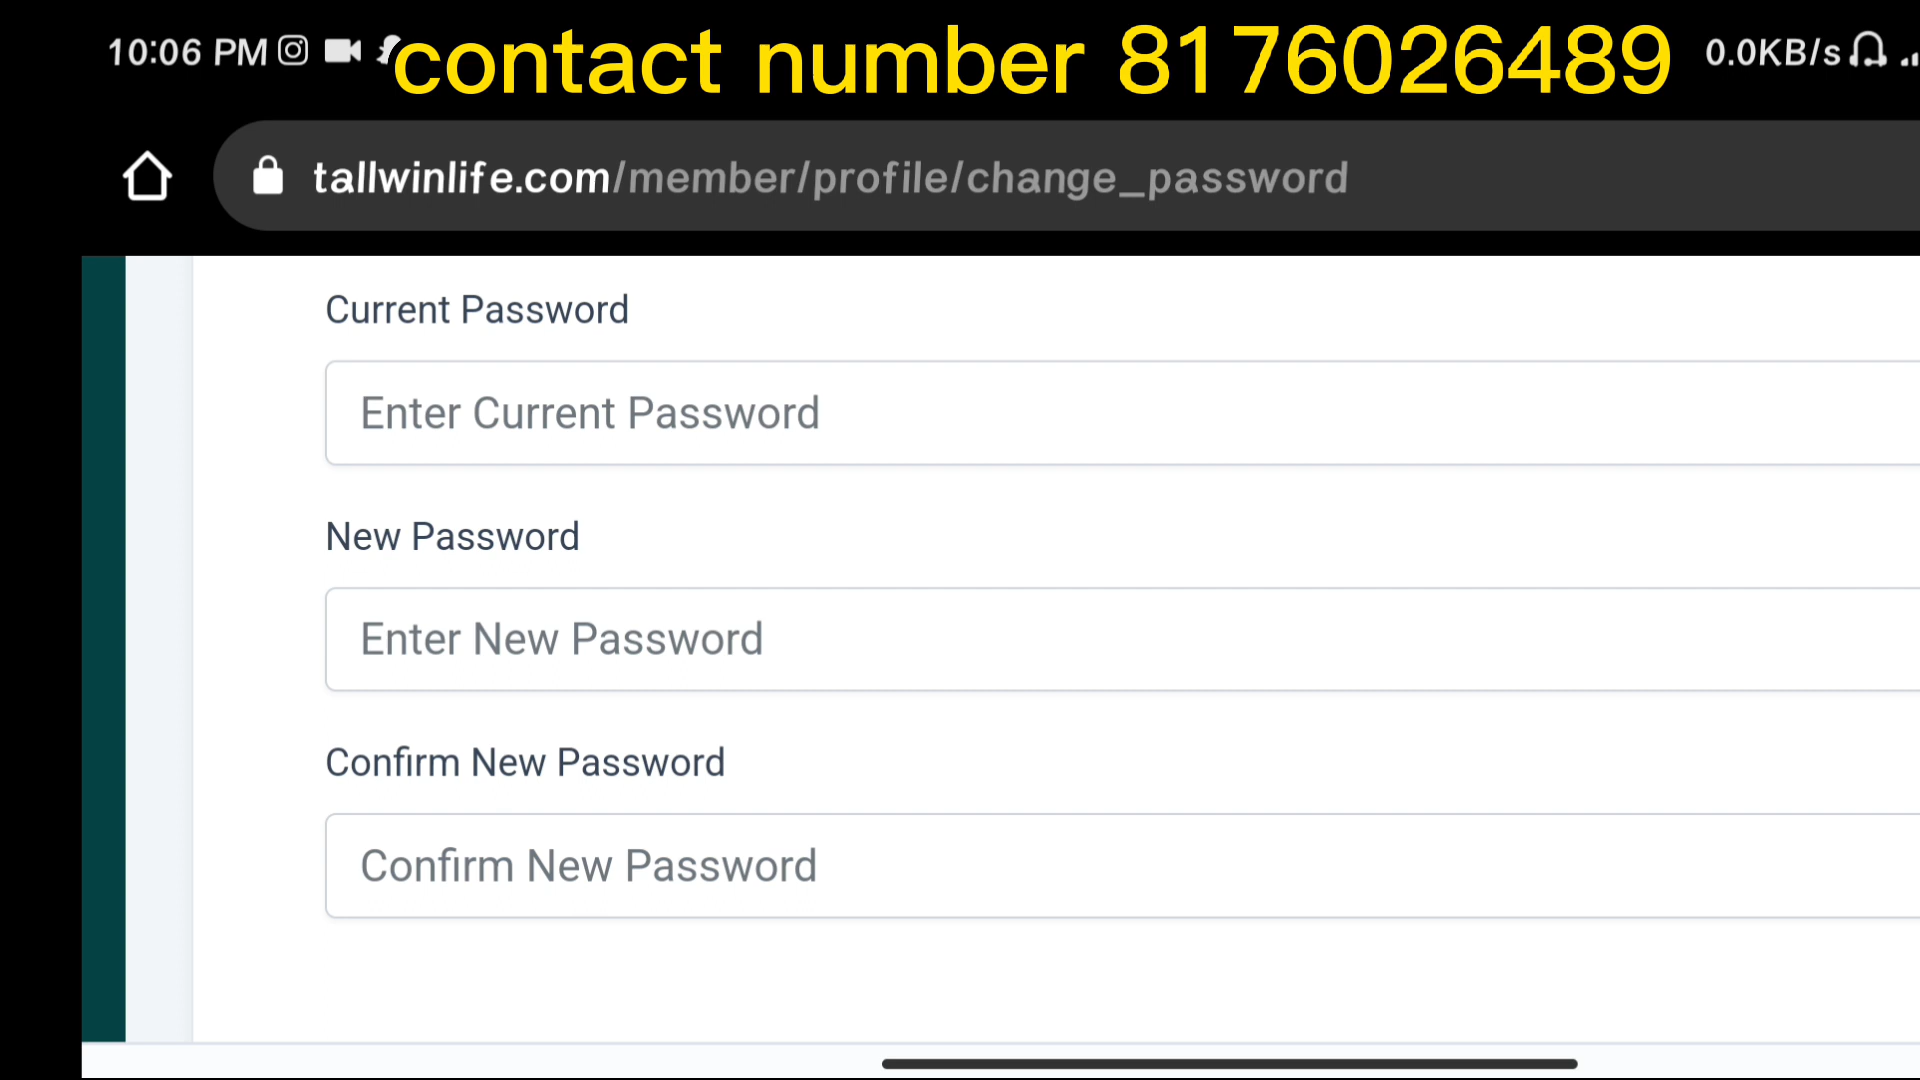 10:06 PM contact number 8176026489 0.0KB/s
tallwinlife.com/member/profile/change_password
Current Password
Enter Current Password
New Password
Enter New Password
Confirm New Password
Confirm New Password